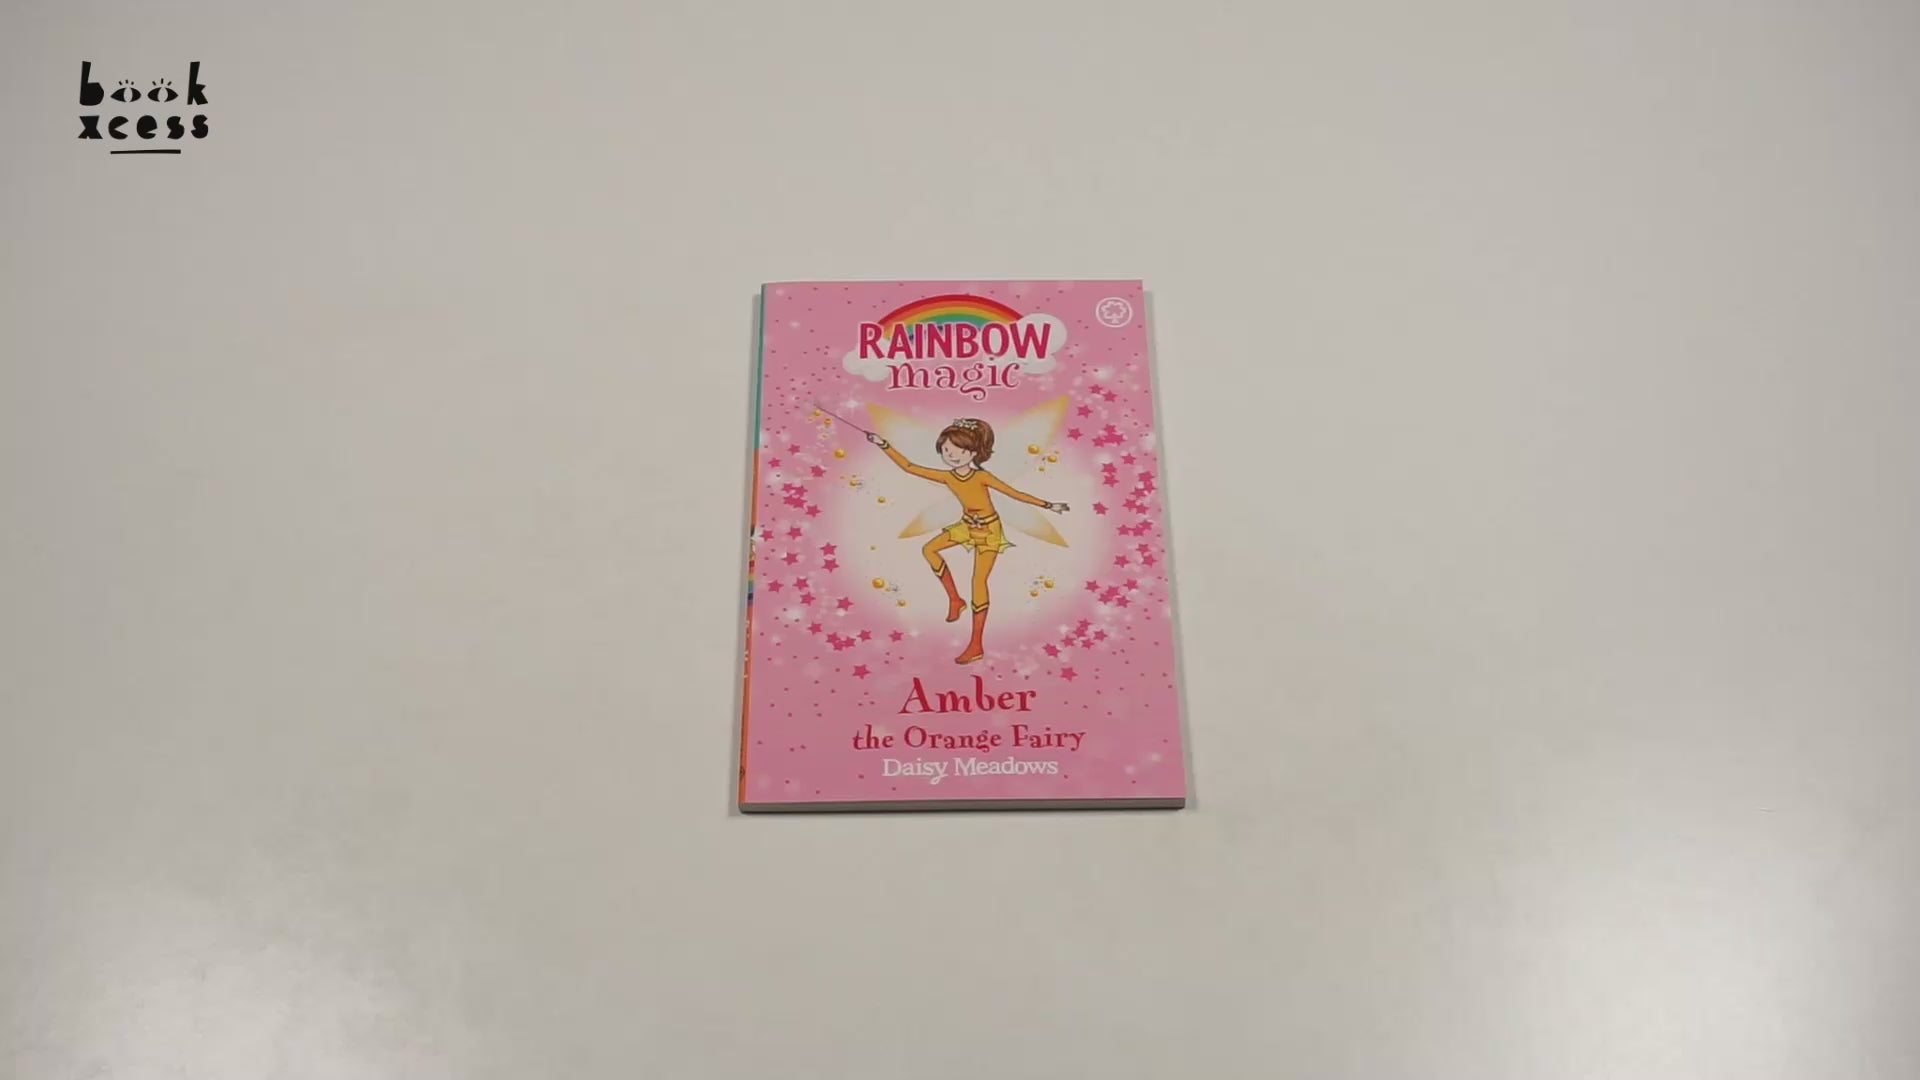 book
xcess
RAINBOW
magic
Amber
the Orange Fairy
Daisy Meadows